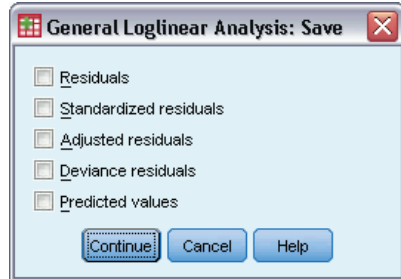 General Loglinear Analysis: Save
Residuals
Standardized residuals
Adjusted residuals
Deviance residuals
Predicted values
Continue Cancel Help